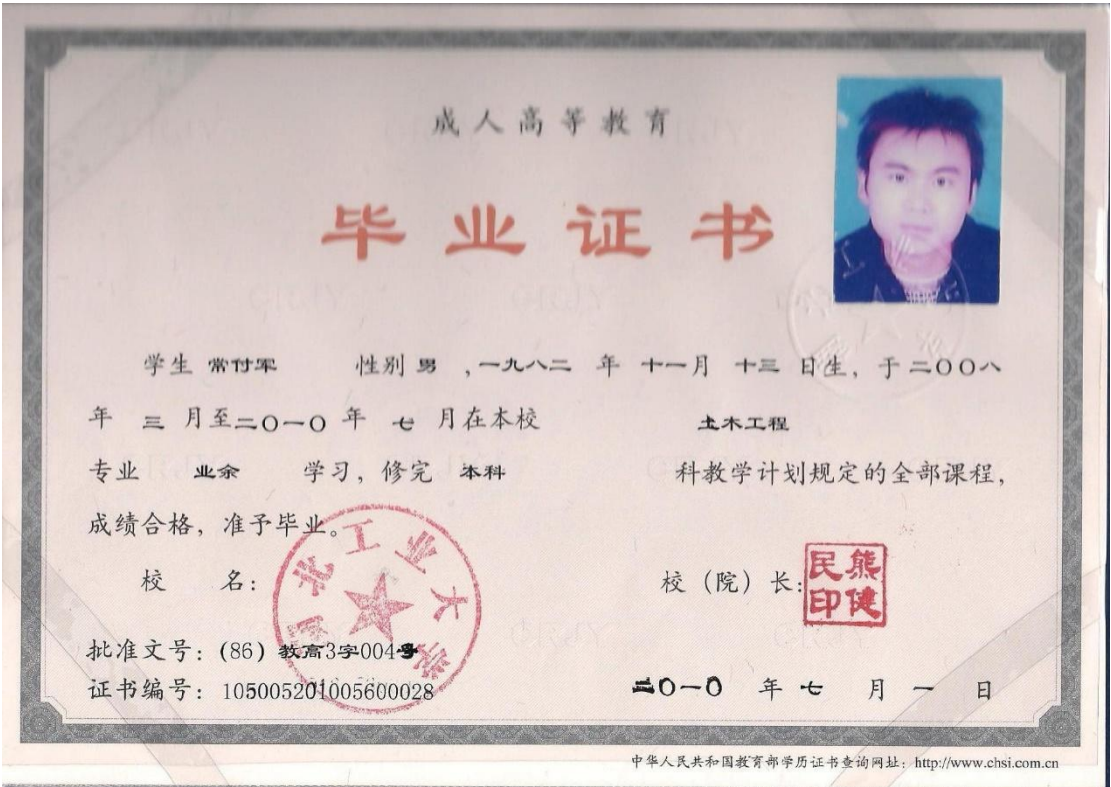 成人高等教育
毕业证书
学生 常付军 性别 男 ,一九八二 年 十一月 十三 日生, 于二〇〇八
年 三 月至二〇一〇 年 七 月在本校 土木工程
专业 业余 学习, 修完 本科 科教学计划规定的全部课程,
成绩合格, 准予毕业。
校 名: 湖北工业大学
校（院）长: 熊健民印
批准文号: (86) 教高3字004号
证书编号: 105005201005600028
二〇一〇 年 七 月 一 日
中华人民共和国教育部学历证书查询网址: http://www.chsi.com.cn